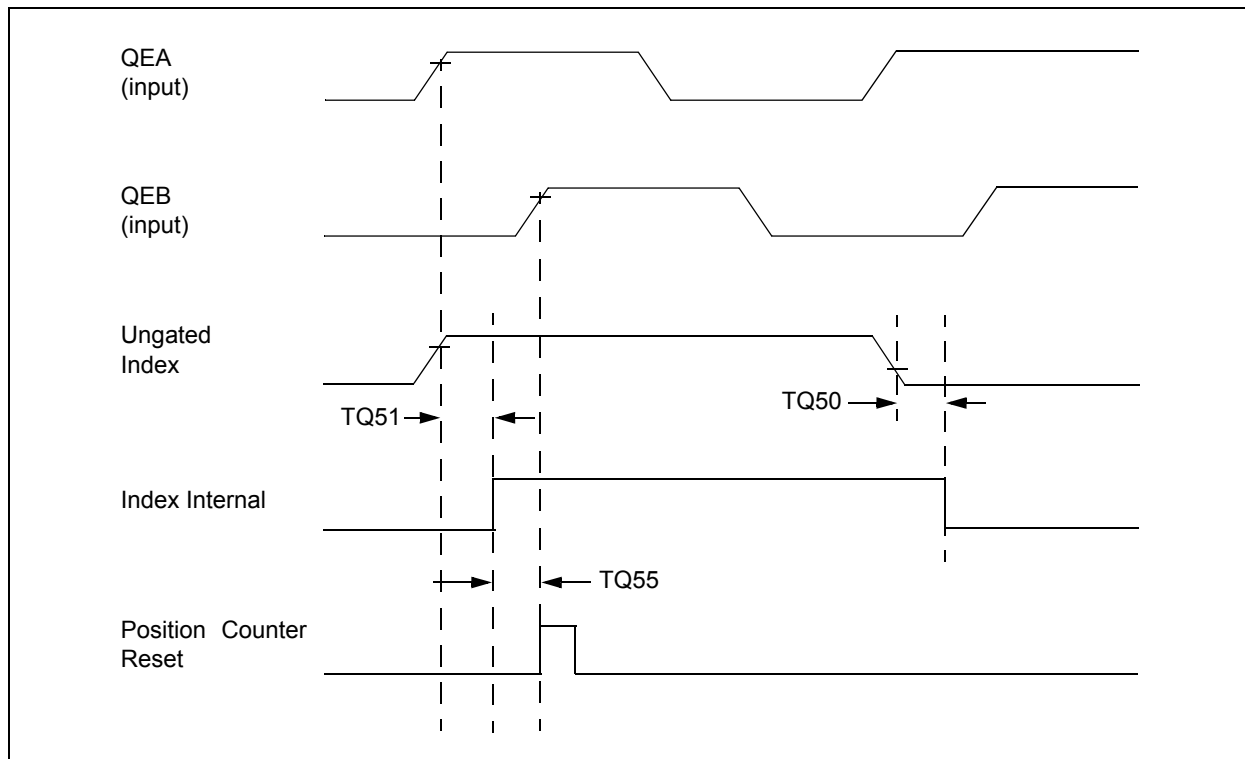 QEA
(input)
QEB
(input)
Ungated
Index
TQ51
TQ50
Index Internal
TQ55
Position Counter
Reset